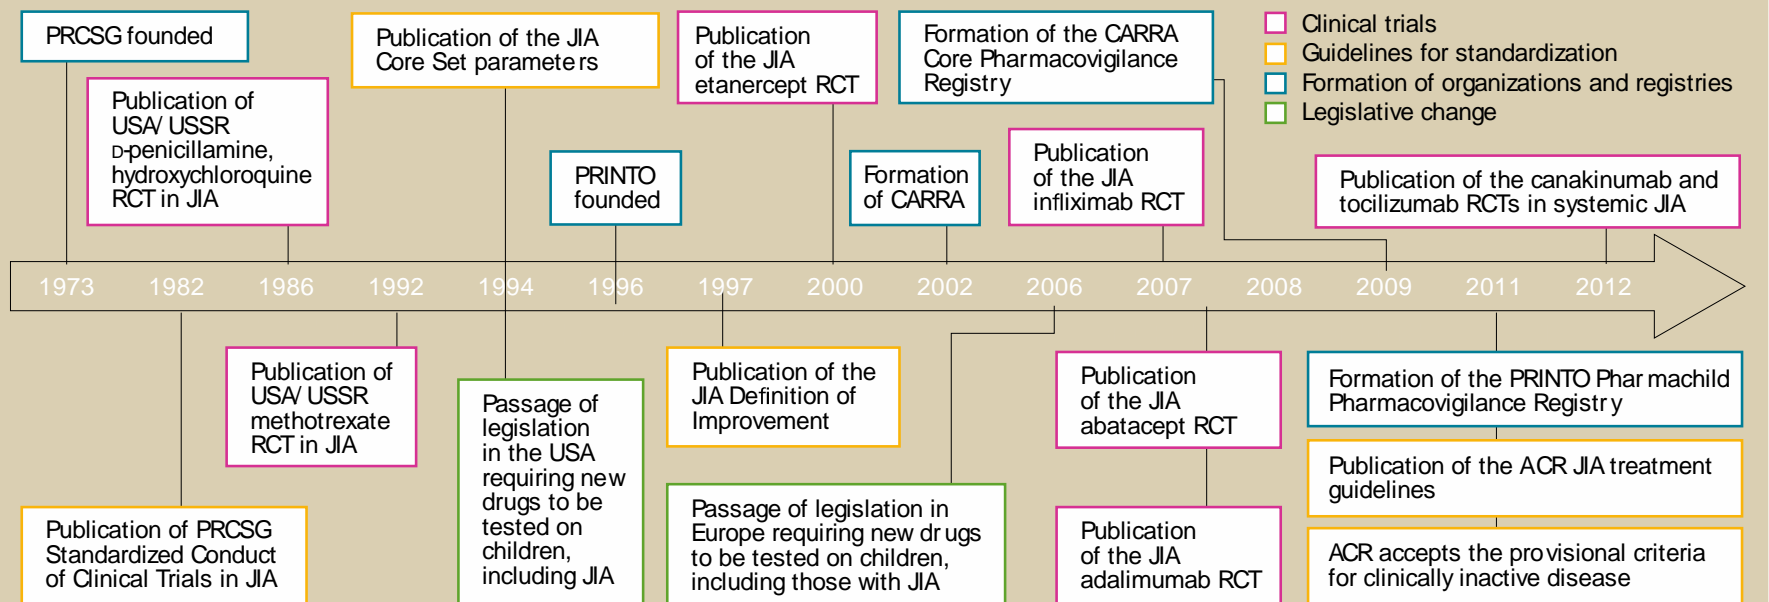 PRCSG founded
Publication of
USA/ USSR
D-penicillamine,
hydroxychloroquine
RCT in JIA
Publication of the JIA
Core Set parameters
PRINTO
founded
Publication
of the JIA
etanercept RCT
Formation of the CARRA
Core Pharmacovigilance
Registry
Formation
of CARRA
Publication
of the JIA
infliximab RCT
Clinical trials
Guidelines for standardization
Formation of organizations and registries
Legislative change
Publication of the canakinumab and
tocilizumab RCTs in systemic JIA
1973 1982 1986 1992 1994 1996 1997 2000 2002 2006 2007 2008 2009 2011 2012
Publication of PRCSG
Standardized Conduct
of Clinical Trials in JIA
Publication of
USA/ USSR
methotrexate
RCT in JIA
Passage of
legislation
in the USA
requiring new
drugs to be
tested on
children,
including JIA
Publication of the
JIA Definition of
Improvement
Passage of legislation in
Europe requiring new drugs
to be tested on children,
including those with JIA
Publication
of the JIA
abatacept RCT
Publication
of the JIA
adalimumab RCT
Formation of the PRINTO Pharmachild
Pharmacovigilance Registry
Publication of the ACR JIA treatment
guidelines
ACR accepts the provisional criteria
for clinically inactive disease